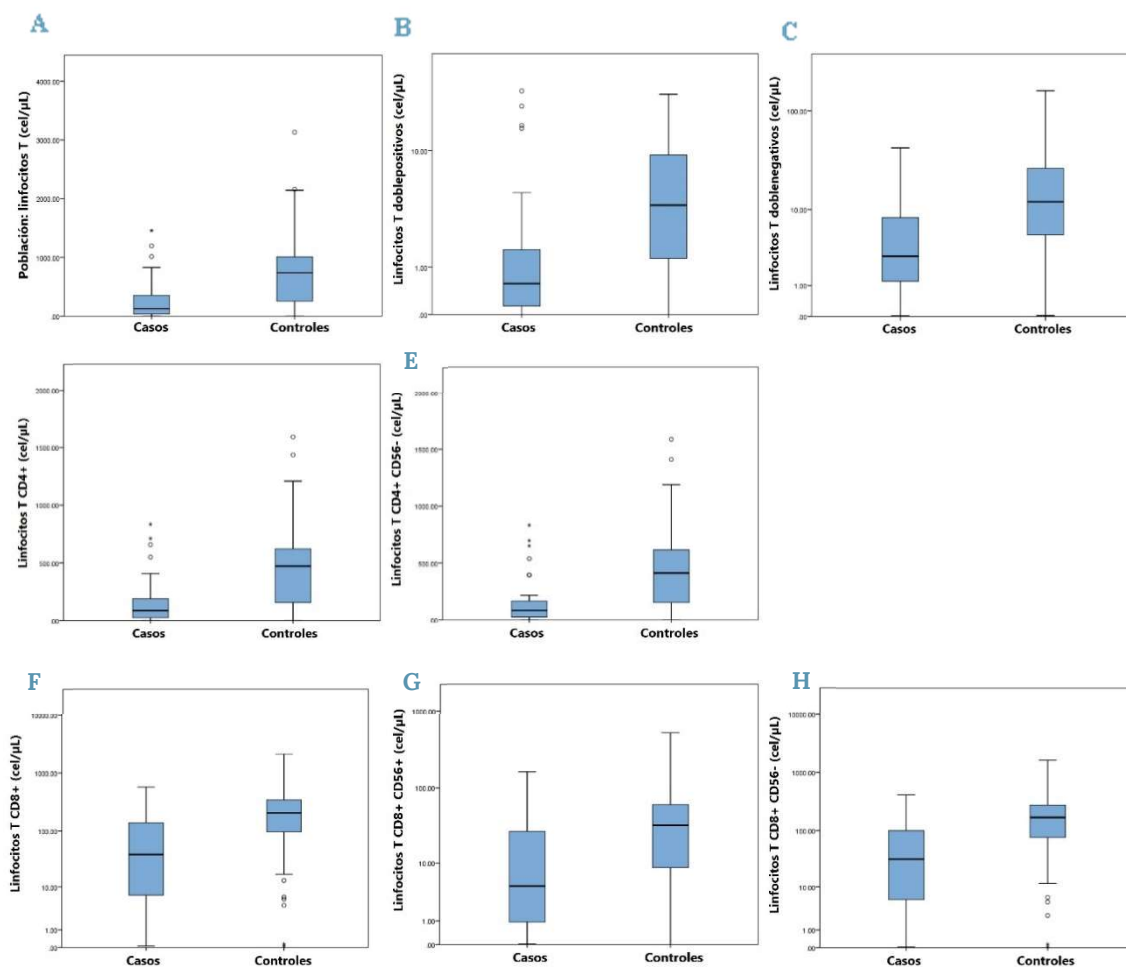 A
Población: linfocitos T (cel/µL)
4000.00
3000.00
2000.00
1000.00
.00
Casos
Controles
B
Linfocitos T doblepositivos (cel/µL)
10.00
1.00
.00
Casos
Controles
C
Linfocitos T doblenegativos (cel/µL)
100.00
10.00
1.00
.00
Casos
Controles
Linfocitos T CD4+ (cel/µL)
2000.00
1500.00
1000.00
500.00
.00
Casos
Controles
E
Linfocitos T CD4+ CD56- (cel/µL)
2000.00
1500.00
1000.00
500.00
.00
Casos
Controles
F
Linfocitos T CD8+ (cel/µL)
10000.00
1000.00
100.00
10.00
1.00
.00
Casos
Controles
G
Linfocitos T CD8+ CD56+ (cel/µL)
1000.00
100.00
10.00
1.00
.00
Casos
Controles
H
Linfocitos T CD8+ CD56- (cel/µL)
10000.00
1000.00
100.00
10.00
1.00
.00
Casos
Controles